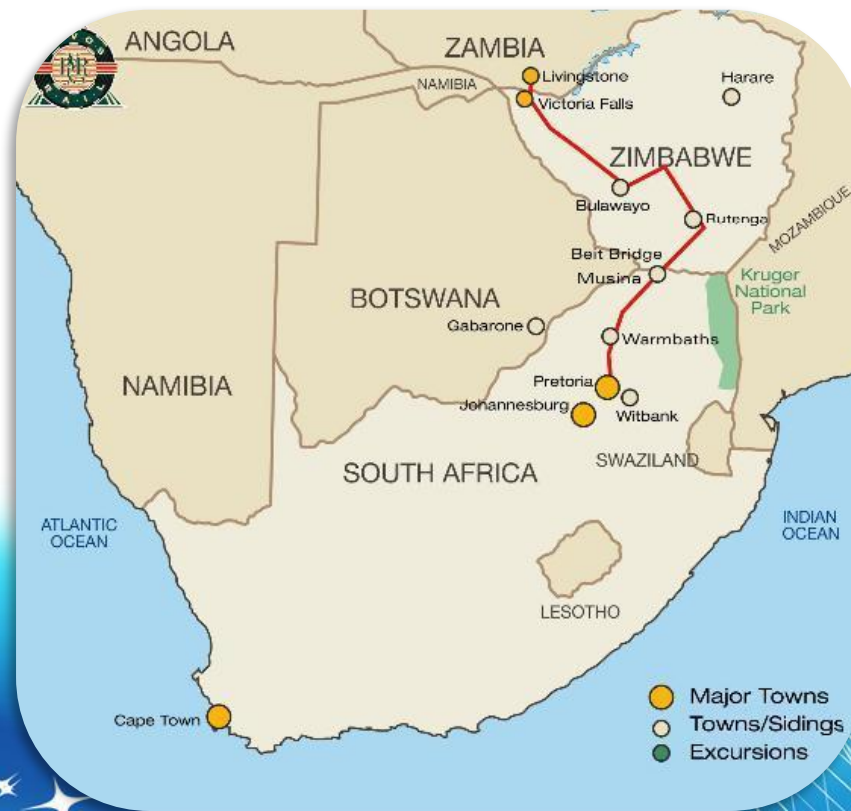 ROVOS
RAIL
ANGOLA
ZAMBIA
NAMIBIA
Livingstone
Victoria Falls
Harare
ZIMBABWE
Bulawayo
Rutenga
MOZAMBIQUE
Beit Bridge
Musina
Kruger
National
Park
BOTSWANA
Gabarone
Warmbaths
NAMIBIA
Pretoria
Johannesburg
Witbank
SWAZILAND
SOUTH AFRICA
ATLANTIC
OCEAN
INDIAN
OCEAN
LESOTHO
Cape Town
Major Towns
Towns/Sidings
Excursions